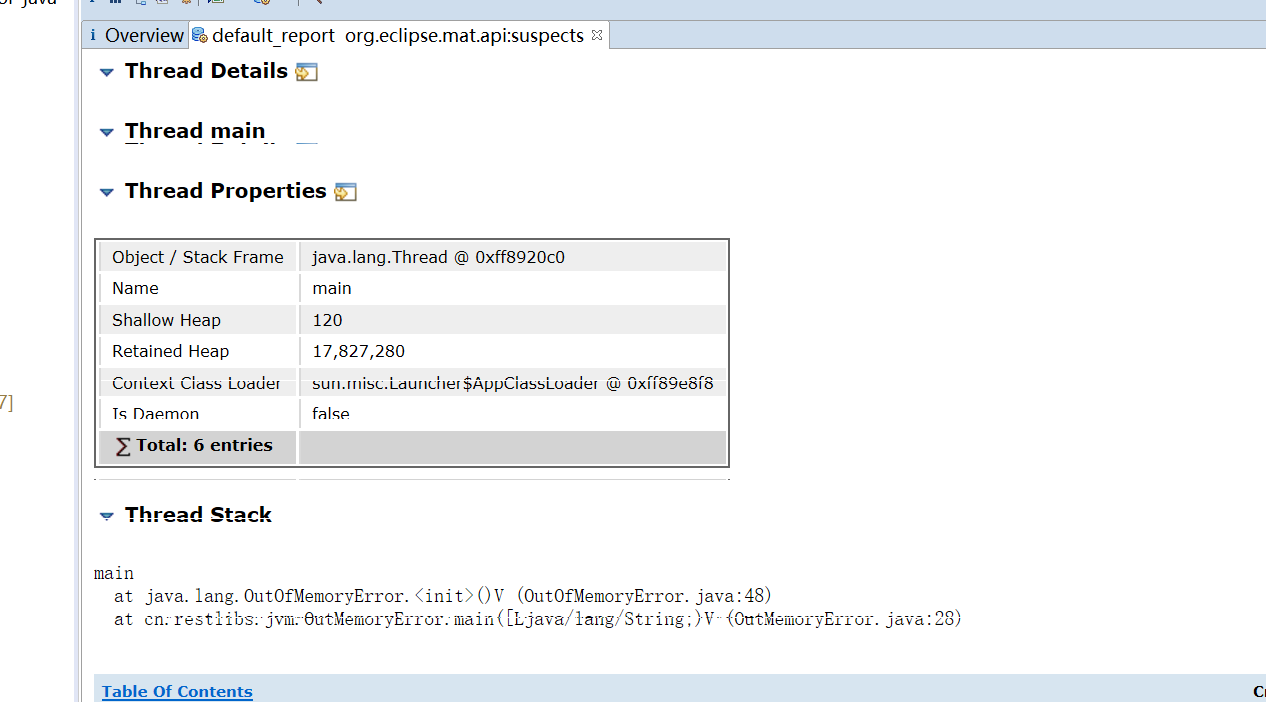 or java
Overview
default_report org.eclipse.mat.api:suspects
Thread Details
Thread main
Thread Properties
Object / Stack Frame java.lang.Thread @ 0xff8920c0
Name main
Shallow Heap 120
Retained Heap 17,827,280
Context Class Loader sun.misc.Launcher$AppClassLoader @ 0xff89e8f8
Is Daemon false
∑ Total: 6 entries
7]
Thread Stack
main
at java.lang.OutOfMemoryError.<init>()V (OutOfMemoryError.java:48)
at cn.restlibs.jvm.OutMemoryError.main([Ljava/lang/String;)V (OutMemoryError.java:28)
Table Of Contents